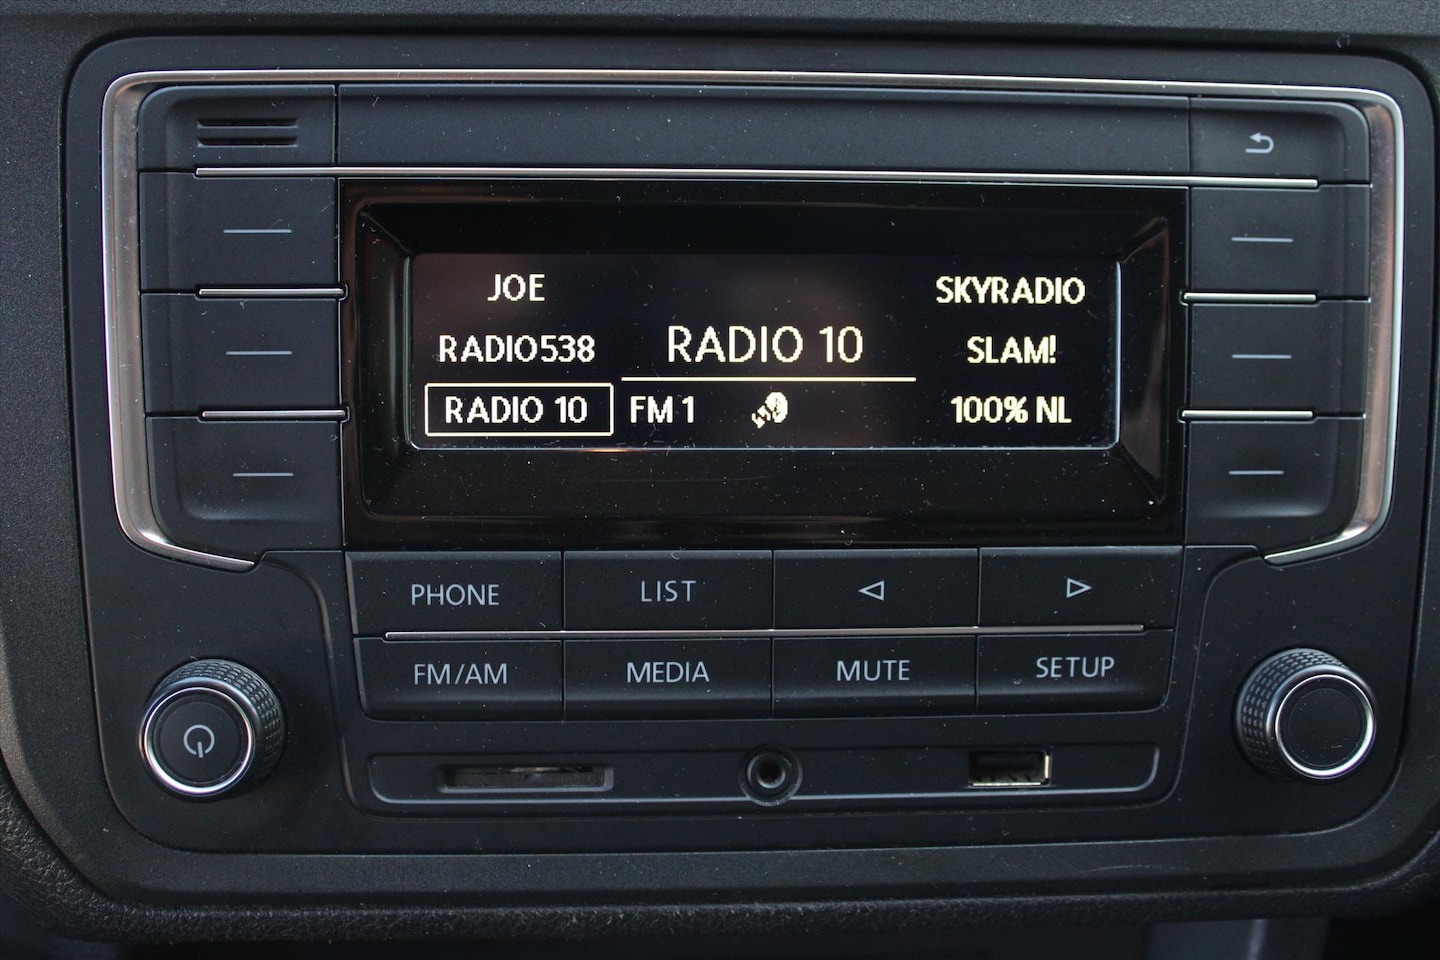 JOE
RADIO538
RADIO 10
RADIO 10
FM 1
SKYRADIO
SLAM!
100% NL
PHONE
LIST
FM/AM
MEDIA
MUTE
SETUP